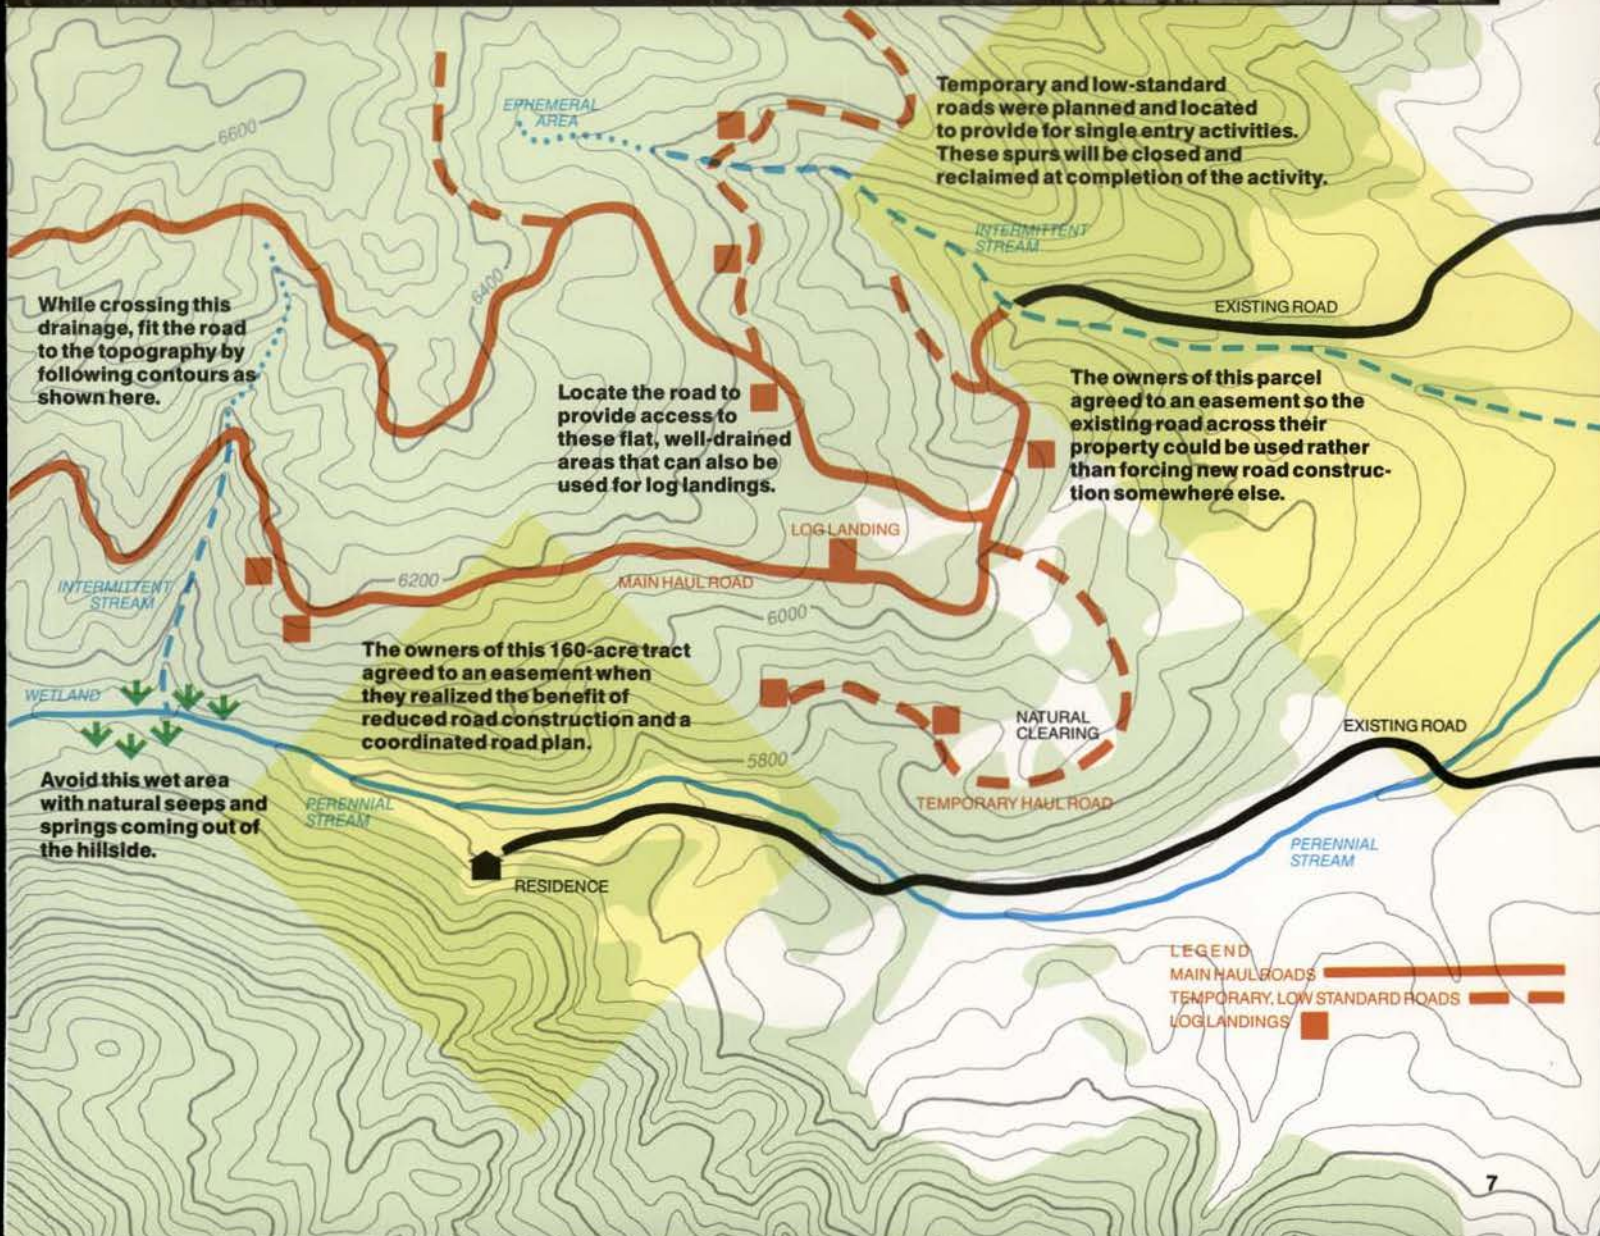 EPHEMERAL
AREA
6600
Temporary and low-standard
roads were planned and located
to provide for single entry activities.
These spurs will be closed and
reclaimed at completion of the activity.
INTERMITTENT
STREAM
6400
EXISTING ROAD
While crossing this
drainage, fit the road
to the topography by
following contours as
shown here.
Locate the road to
provide access to
these flat, well-drained
areas that can also be
used for log landings.
The owners of this parcel
agreed to an easement so the
existing road across their
property could be used rather
than forcing new road construc-
tion somewhere else.
LOG LANDING
INTERMITTENT
STREAM
6200
MAIN HAUL ROAD
6000
The owners of this 160-acre tract
agreed to an easement when
they realized the benefit of
reduced road construction and a
coordinated road plan.
WETLAND
NATURAL
CLEARING
EXISTING ROAD
5800
Avoid this wet area
with natural seeps and
springs coming out of
the hillside.
PERENNIAL
STREAM
TEMPORARY HAUL ROAD
PERENNIAL
STREAM
RESIDENCE
LEGEND
MAIN HAUL ROADS
TEMPORARY, LOW STANDARD ROADS
LOG LANDINGS
7